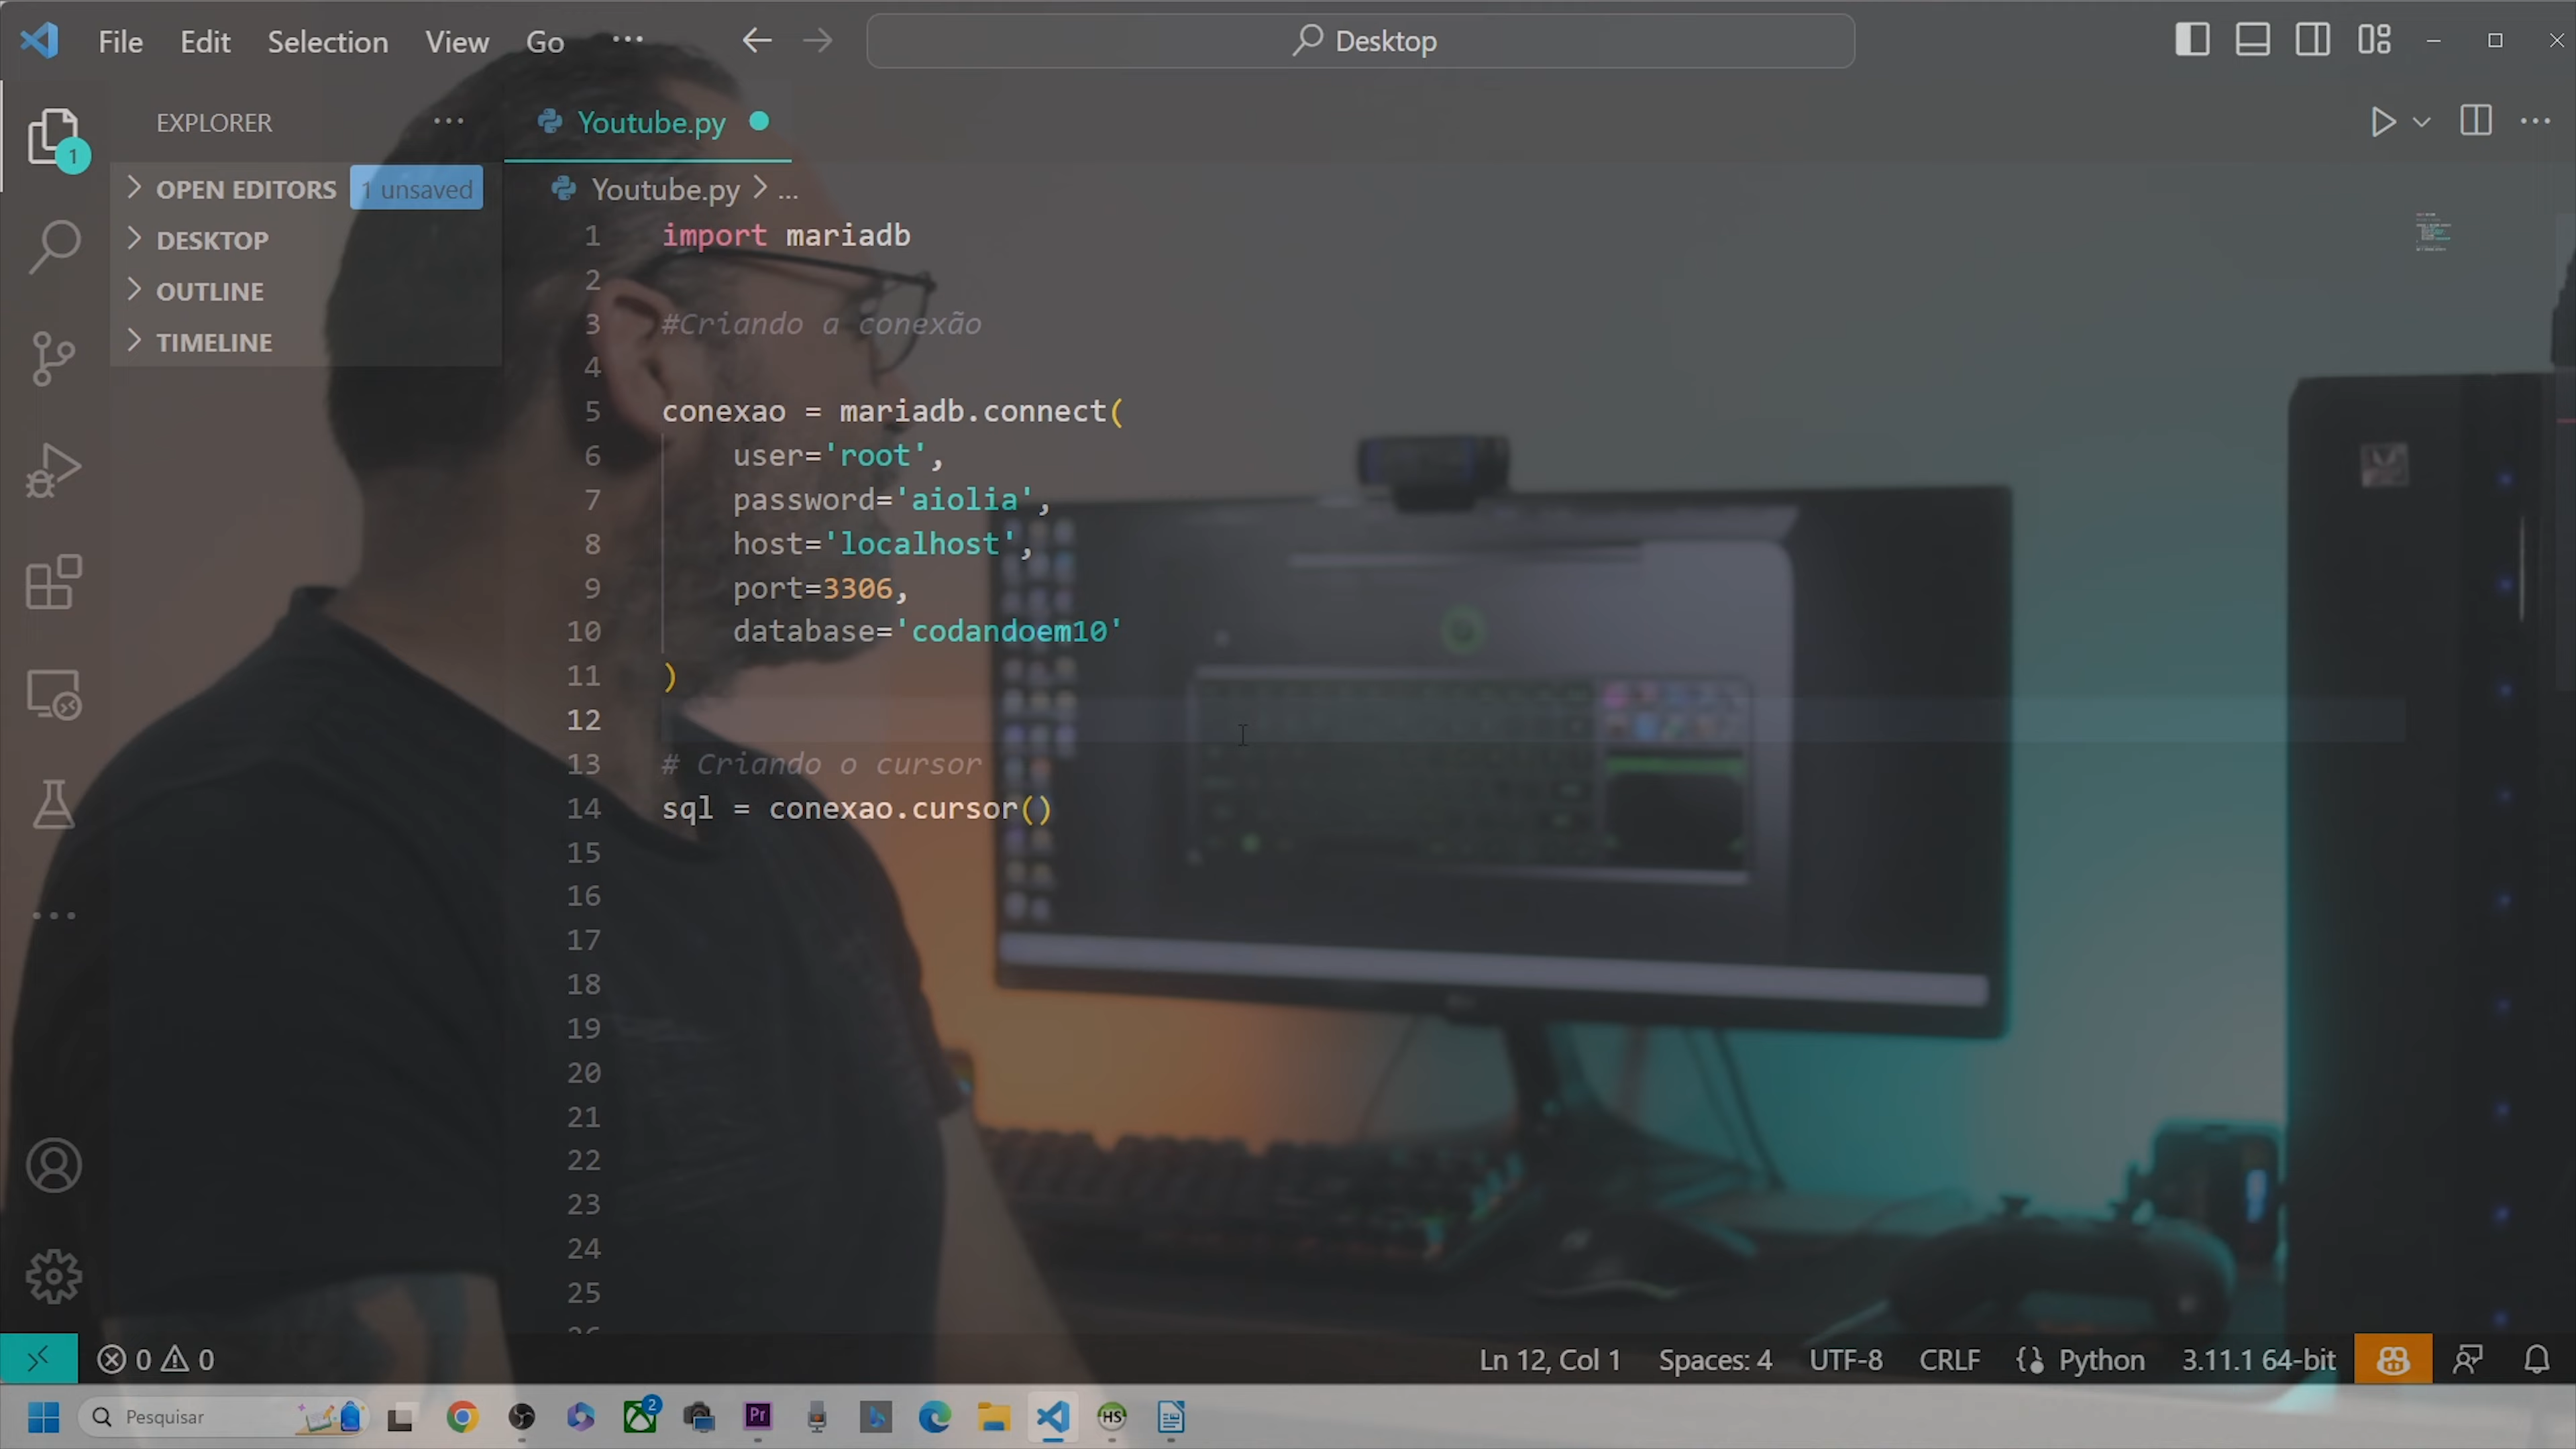 File Edit Selection View Go ··· Desktop
EXPLORER ···
1
OPEN EDITORS 1 unsaved
DESKTOP
OUTLINE
TIMELINE
Youtube.py
Youtube.py > ...
1 import mariadb
2
3 #Criando a conexão
4
5 conexao = mariadb.connect(
6 user='root',
7 password='aiolia',
8 host='localhost',
9 port=3306,
10 database='codandoem10'
11 )
12
13 # Criando o cursor
14 sql = conexao.cursor()
15
16
17
18
19
20
21
22
23
24
25
0 0 Ln 12, Col 1 Spaces: 4 UTF-8 CRLF Python 3.11.1 64-bit
Pesquisar 2 Pr HS